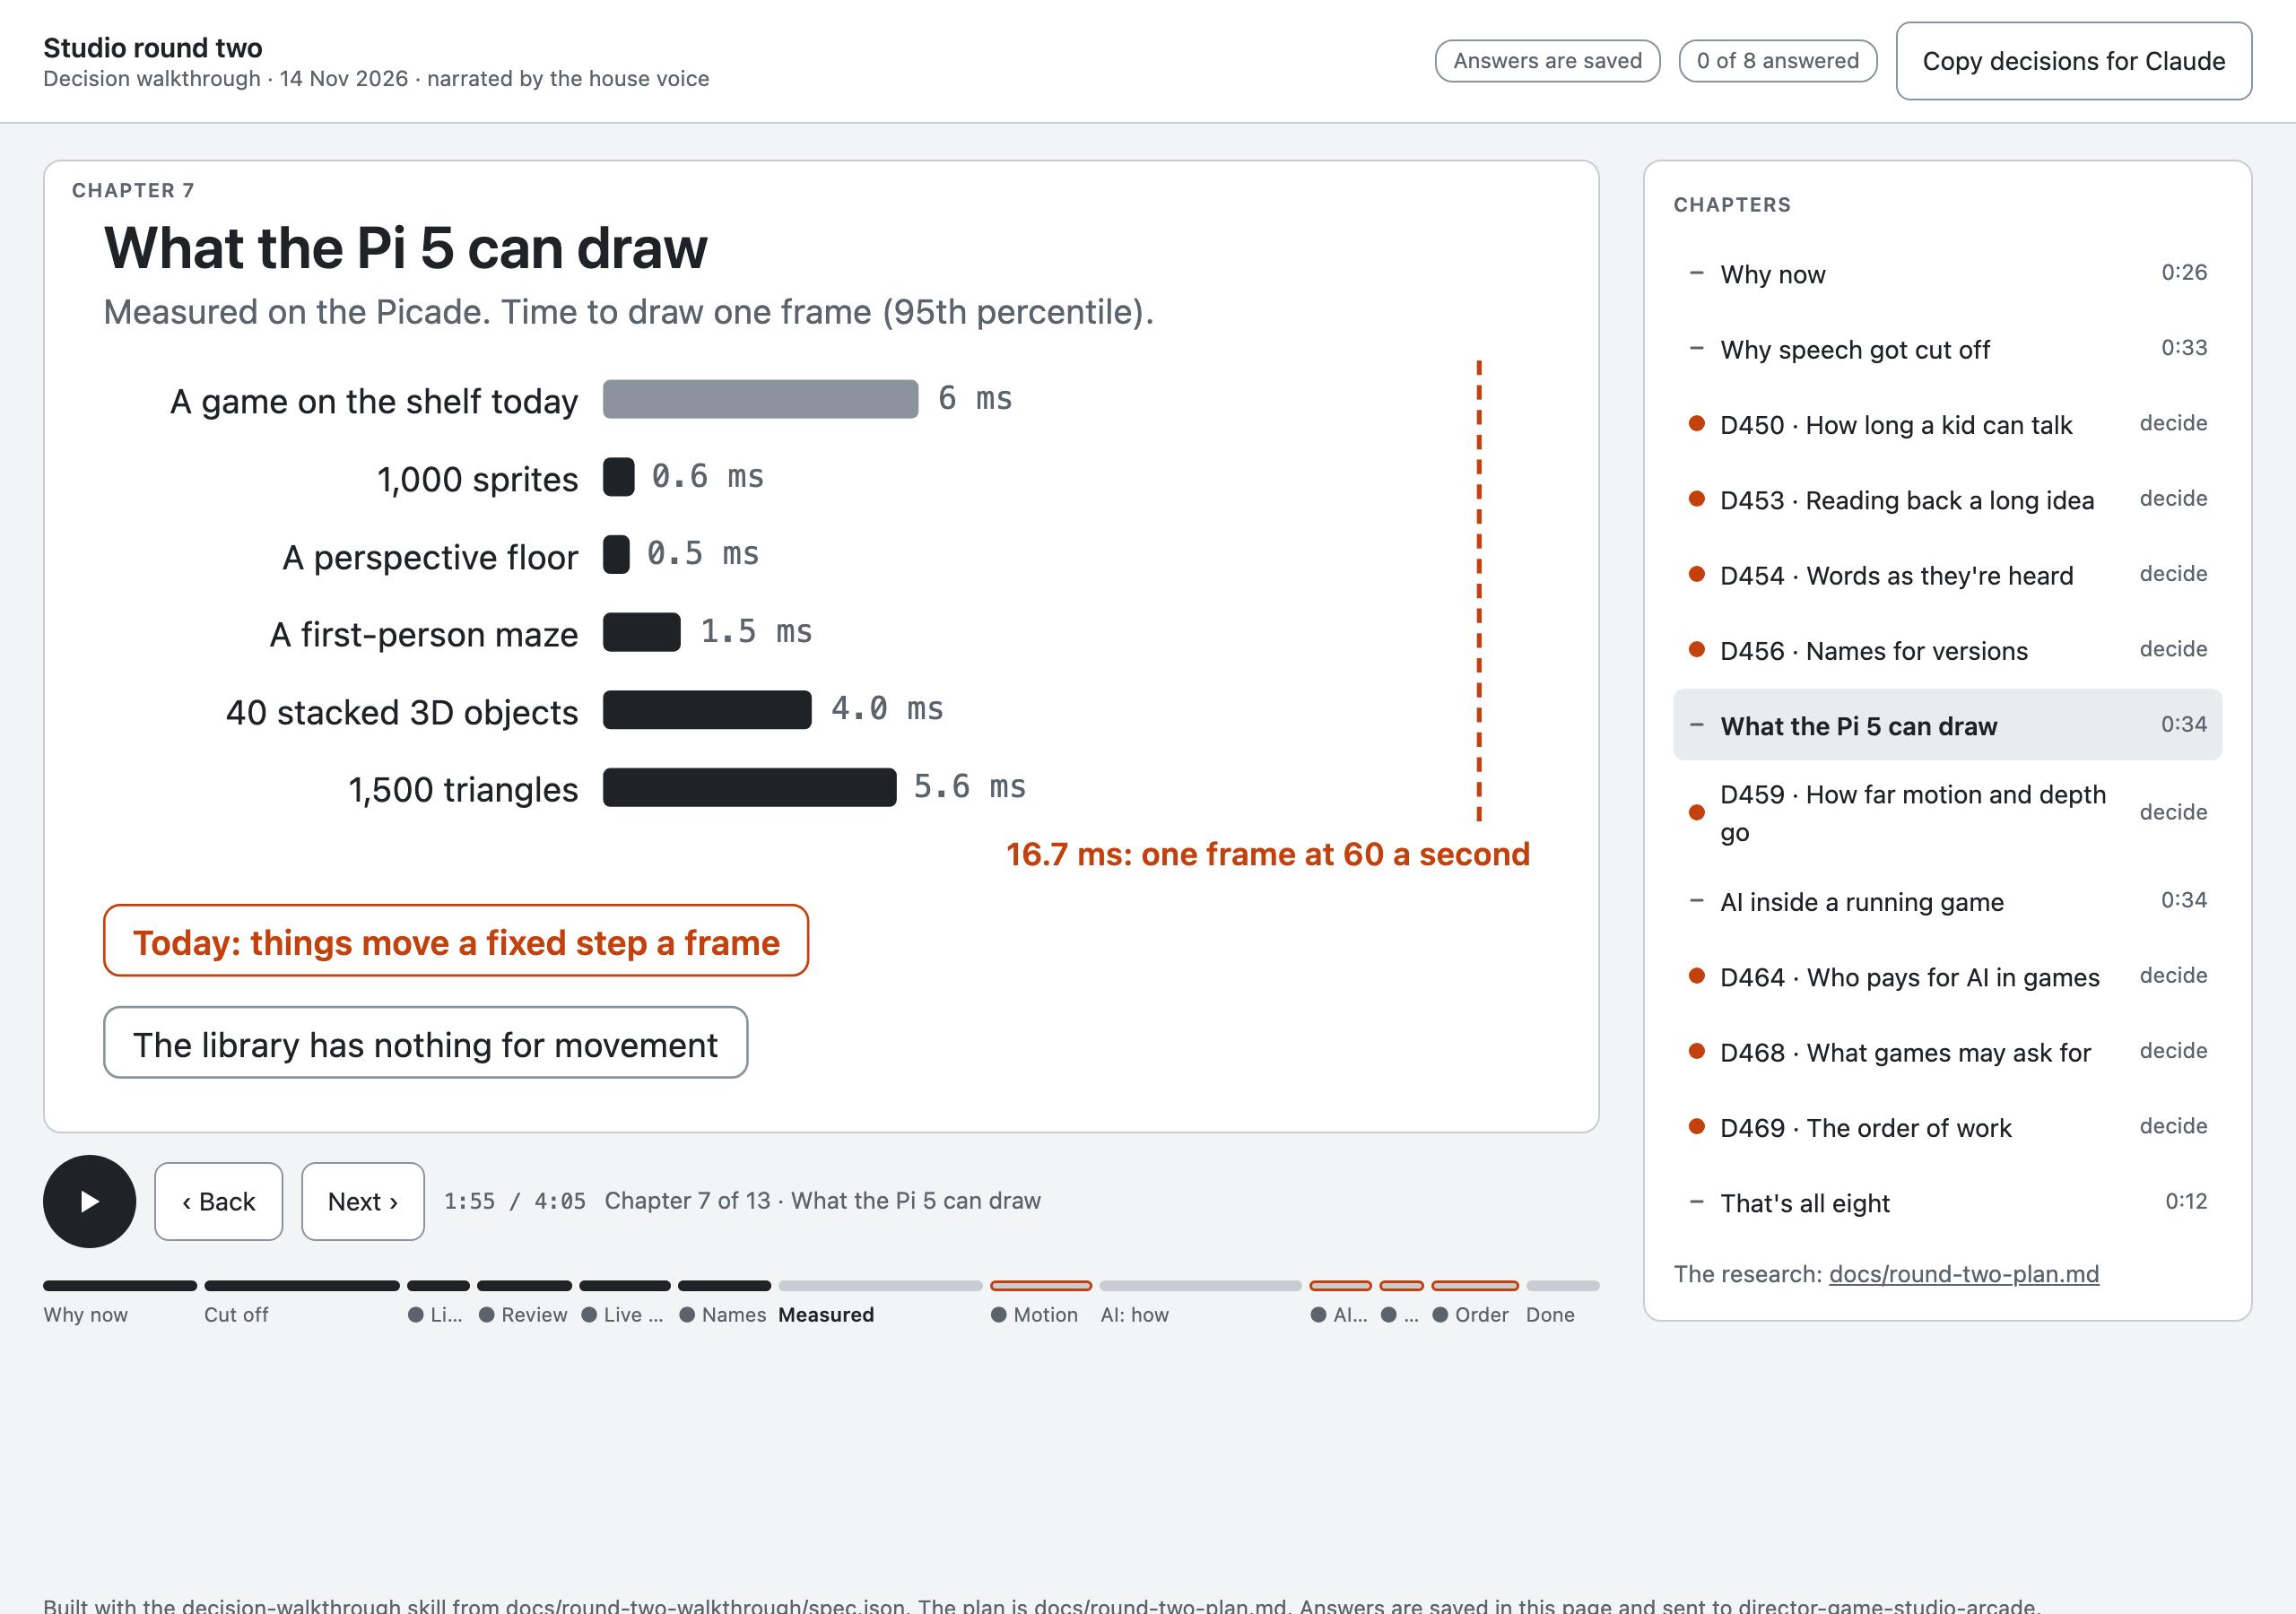 Studio round two
Decision walkthrough · 14 Nov 2026 · narrated by the house voice
Answers are saved
0 of 8 answered
Copy decisions for Claude
CHAPTER 7
What the Pi 5 can draw
Measured on the Picade. Time to draw one frame (95th percentile).
A game on the shelf today 6 ms
1,000 sprites 0.6 ms
A perspective floor 0.5 ms
A first-person maze 1.5 ms
40 stacked 3D objects 4.0 ms
1,500 triangles 5.6 ms
16.7 ms: one frame at 60 a second
Today: things move a fixed step a frame
The library has nothing for movement
‹ Back
Next ›
1:55 / 4:05 Chapter 7 of 13 · What the Pi 5 can draw
Why now
Cut off
Li...
Review
Live ...
Names
Measured
Motion
AI: how
AI...
...
Order
Done
CHAPTERS
– Why now 0:26
– Why speech got cut off 0:33
D450 · How long a kid can talk decide
D453 · Reading back a long idea decide
D454 · Words as they're heard decide
D456 · Names for versions decide
– What the Pi 5 can draw 0:34
D459 · How far motion and depth
go decide
– AI inside a running game 0:34
D464 · Who pays for AI in games decide
D468 · What games may ask for decide
D469 · The order of work decide
– That's all eight 0:12
The research: docs/round-two-plan.md
Built with the decision-walkthrough skill from docs/round-two-walkthrough/spec.json. The plan is docs/round-two-plan.md. Answers are saved in this page and sent to director-game-studio-arcade.